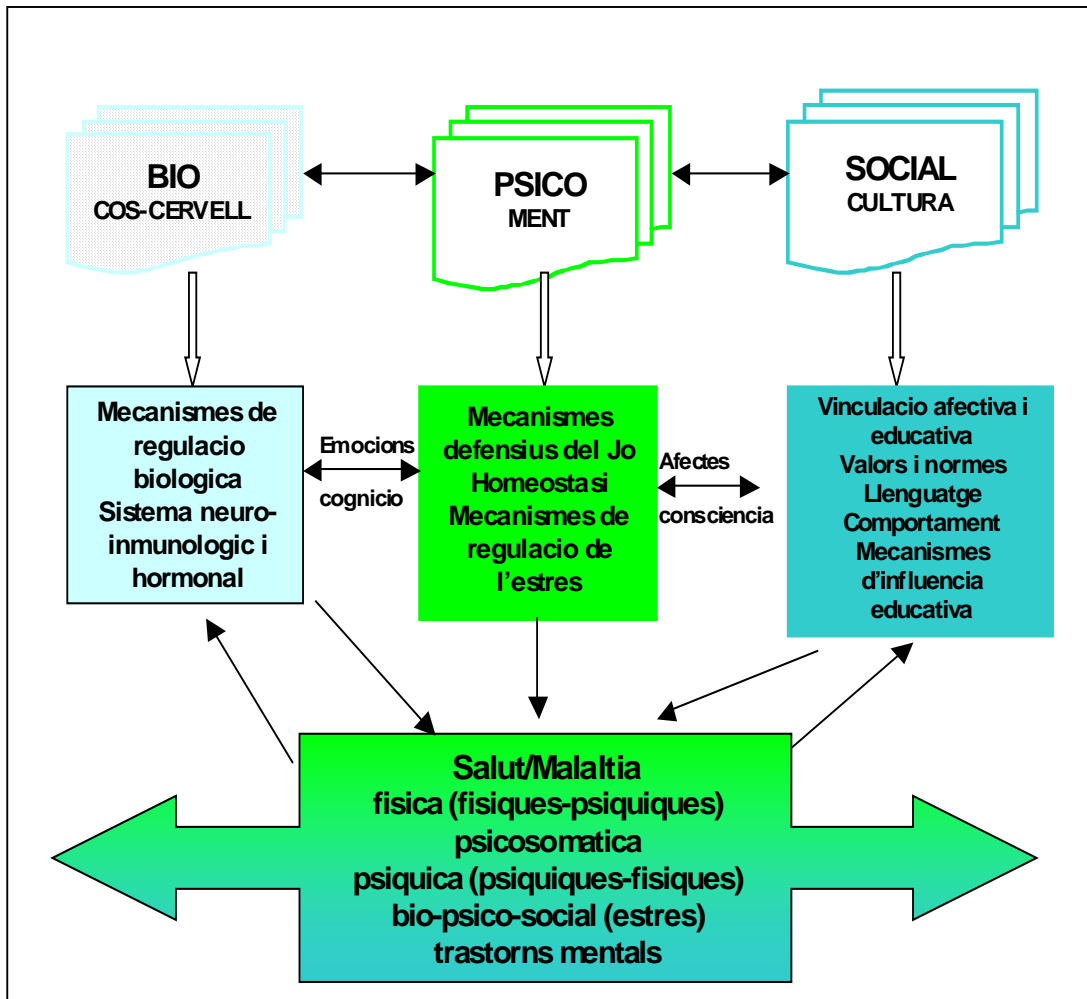 BIO
COS-CERVELL
PSICO
MENT
SOCIAL
CULTURA
Mecanismes de
regulacio
biologica
Sistema neuro-
inmunologic i
hormonal
Emocions
cognicio
Mecanismes
defensius del Jo
Homeostasi
Mecanismes de
regulacio de
l'estres
Afectes
consciencia
Vinculacio afectiva i
educativa
Valors i normes
Llenguatge
Comportament
Mecanismes
d'influencia
educativa
Salut/Malaltia
fisica (fisiques-psiquiques)
psicosomatica
psiquica (psiquiques-fisiques)
bio-psico-social (estres)
trastorns mentals